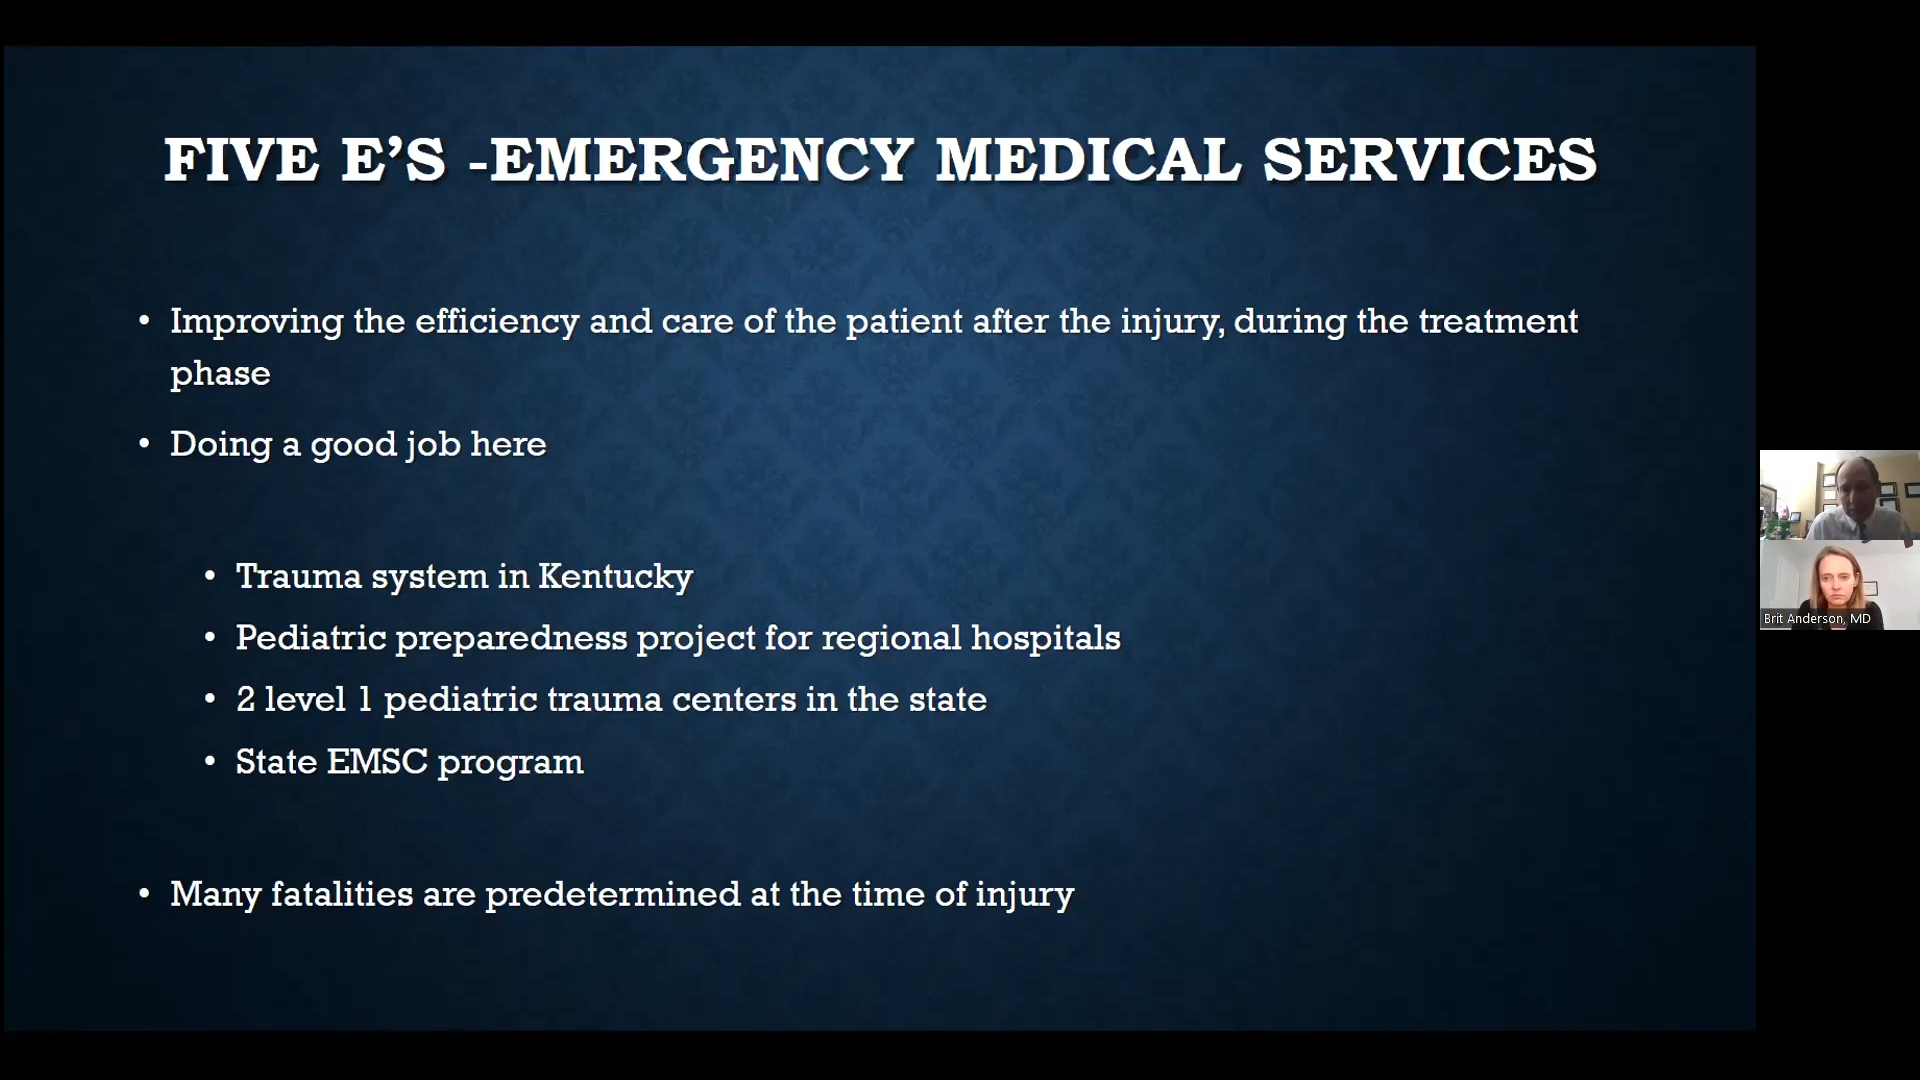 FIVE E’S -EMERGENCY MEDICAL SERVICES
• Improving the efficiency and care of the patient after the injury, during the treatment
phase
• Doing a good job here
• Trauma system in Kentucky
• Pediatric preparedness project for regional hospitals
• 2 level 1 pediatric trauma centers in the state
• State EMSC program
• Many fatalities are predetermined at the time of injury
Brit Anderson, MD